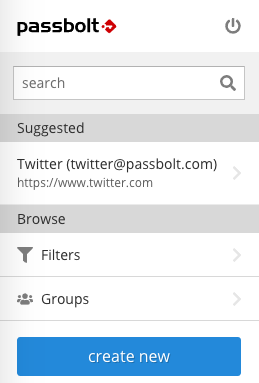 passbolt
search
Suggested
Twitter (twitter@passbolt.com)
https://www.twitter.com
Browse
Filters
Groups
create new